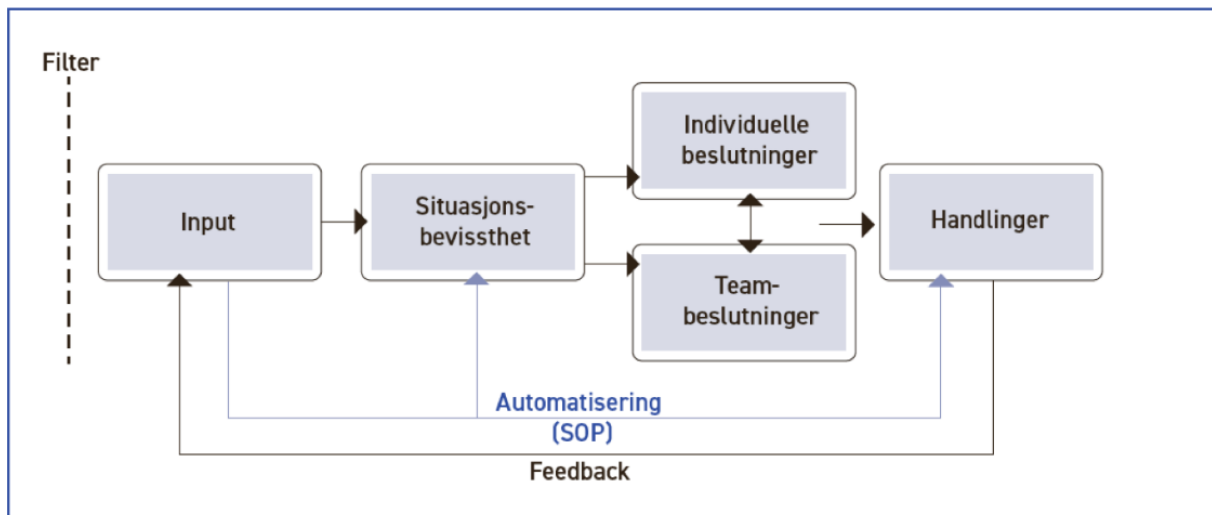 Filter
Input
Situasjons-
bevissthet
Individuelle
beslutninger
Team-
beslutninger
Handlinger
Automatisering
(SOP)
Feedback